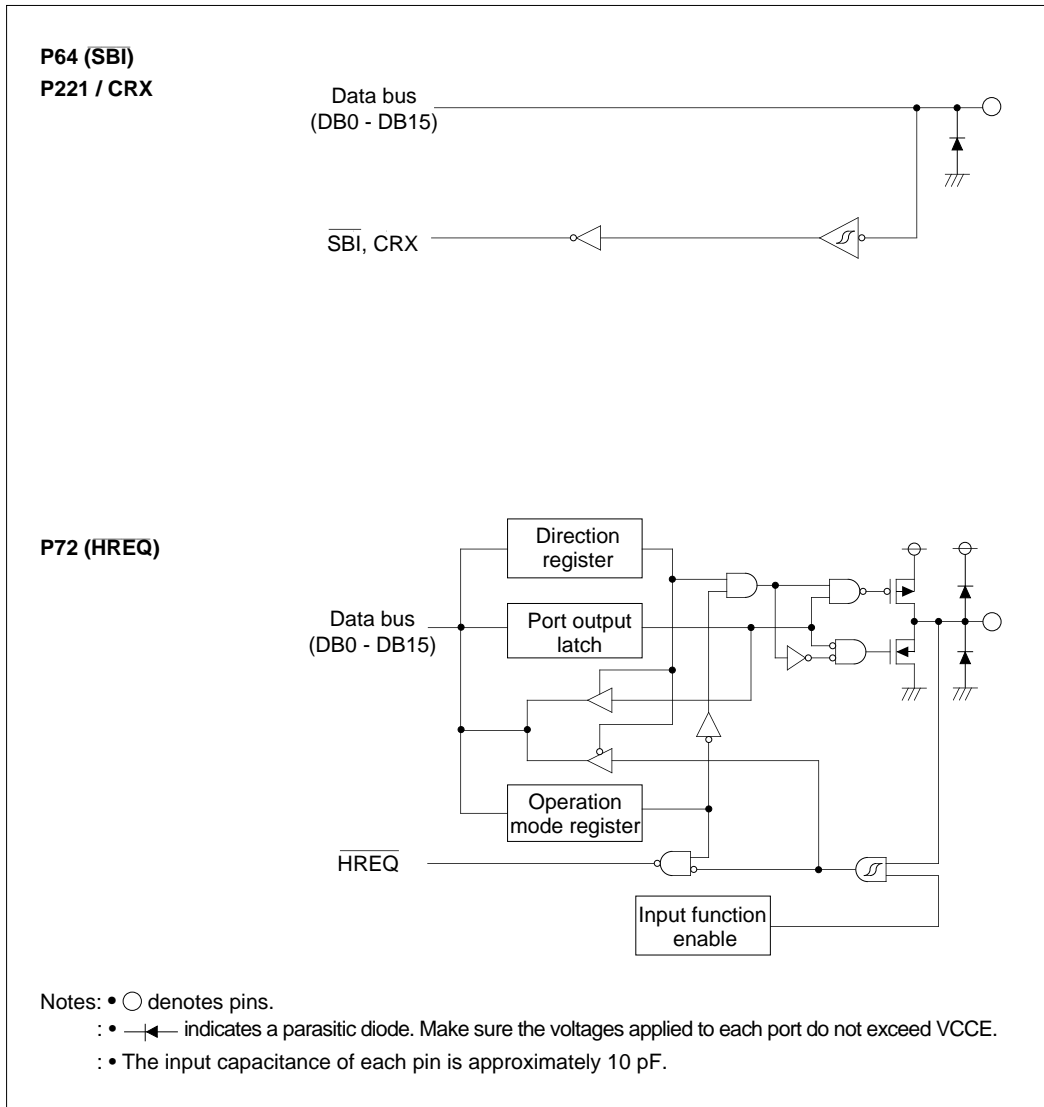 P64 (SBI)
P221 / CRX
Data bus
(DB0 - DB15)
SBI, CRX
P72 (HREQ)
Direction
register
Data bus
(DB0 - DB15)
Port output
latch
Operation
mode register
HREQ
Input function
enable
Notes: • ○ denotes pins.
: • indicates a parasitic diode. Make sure the voltages applied to each port do not exceed VCCE.
: • The input capacitance of each pin is approximately 10 pF.